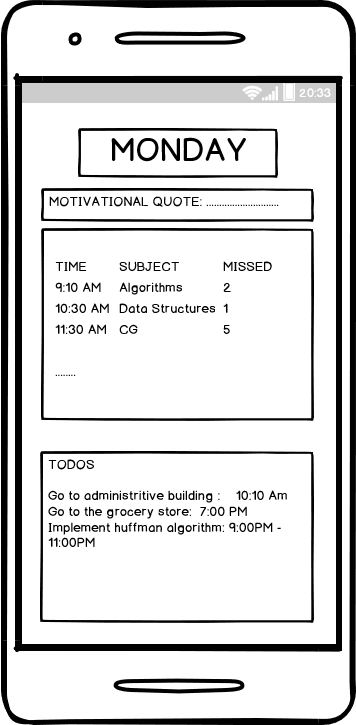 20:33
MONDAY
MOTIVATIONAL QUOTE: ...........................
TIME SUBJECT MISSED
9:10 AM Algorithms 2
10:30 AM Data Structures 1
11:30 AM CG 5
........
TODOS
Go to administritive building : 10:10 Am
Go to the grocery store: 7:00 PM
Implement huffman algorithm: 9:00PM -
11:00PM